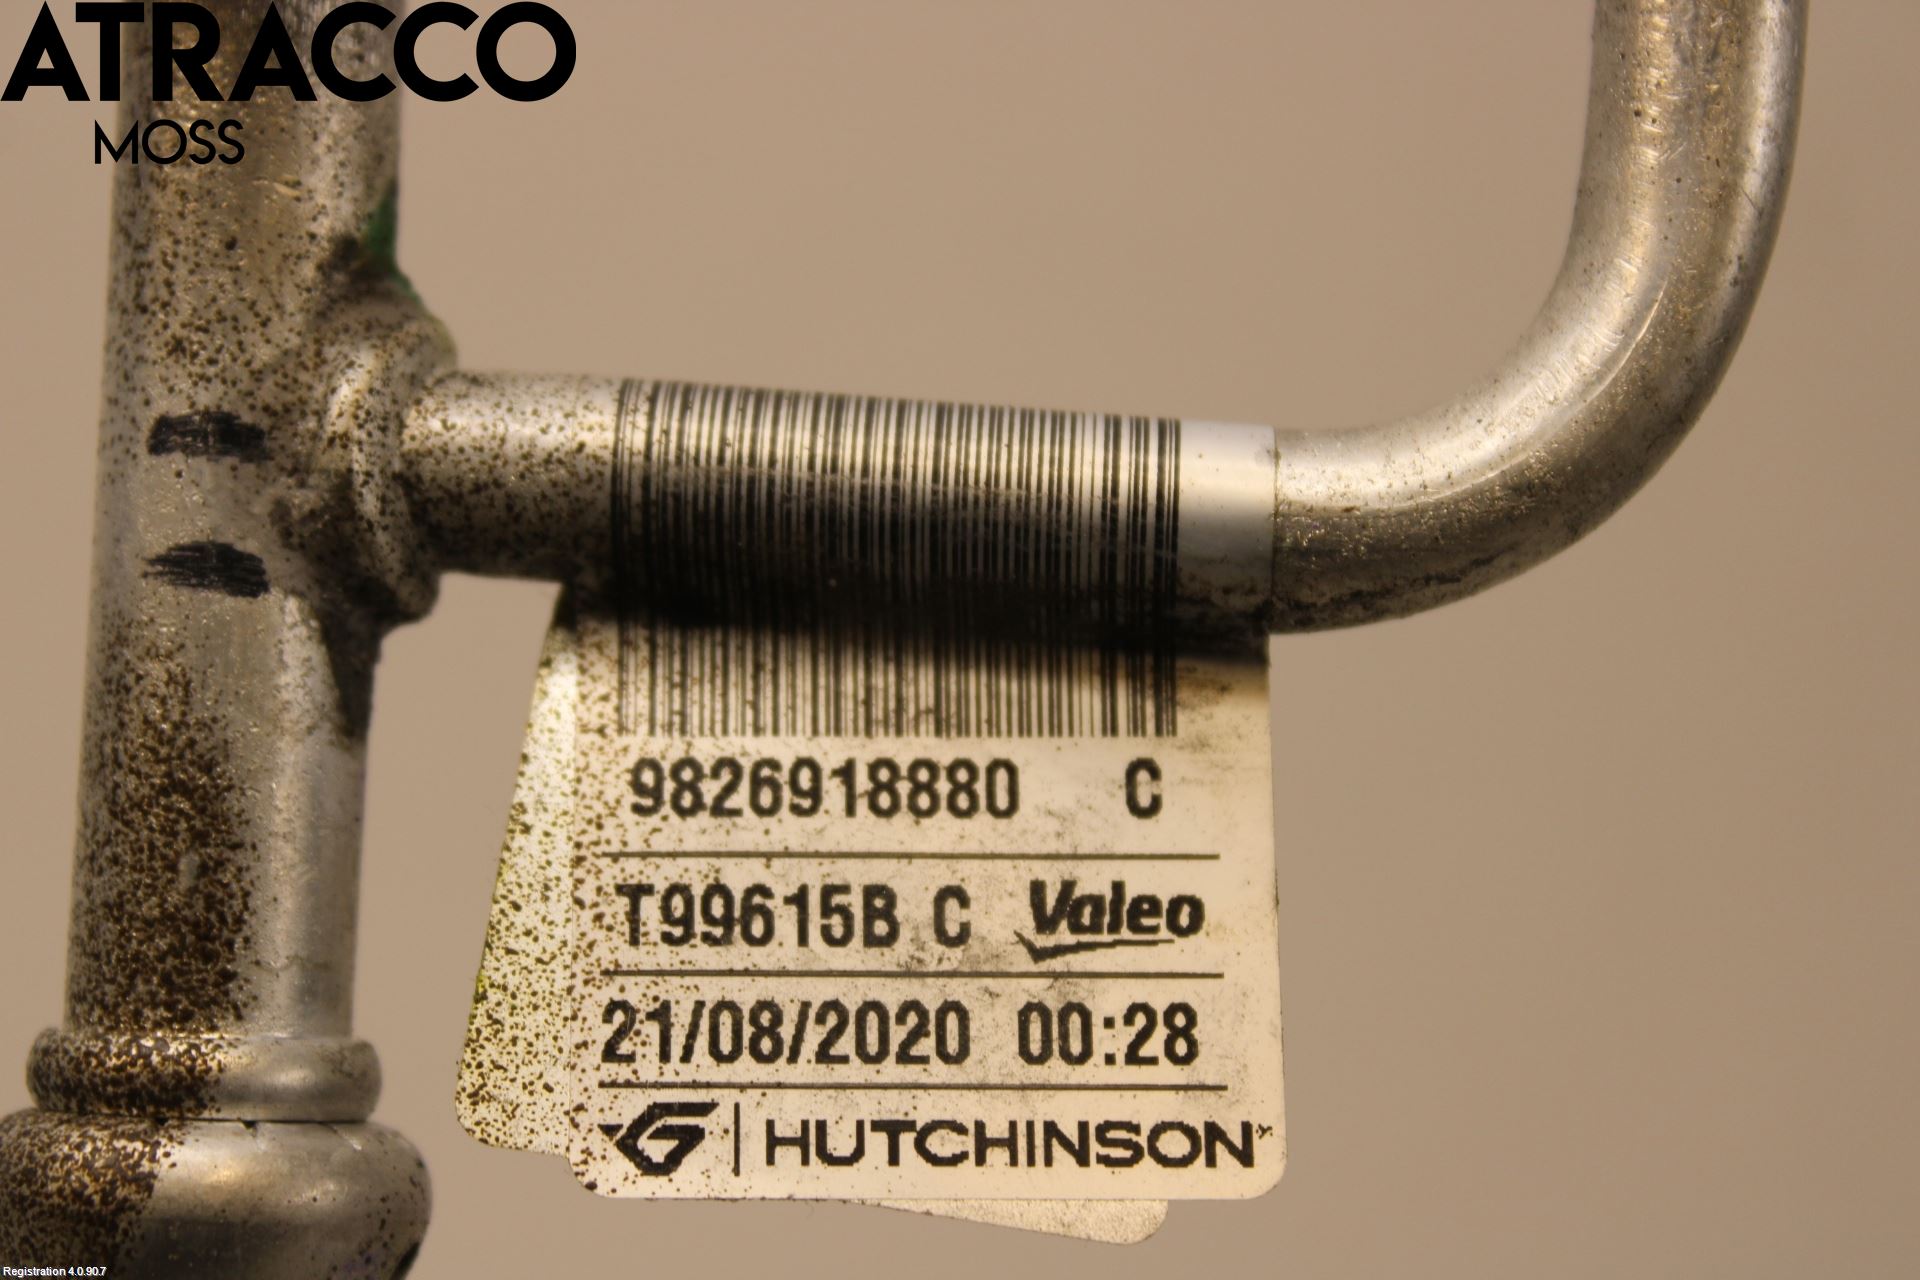 ATRACCO
MOSS
9826918880 C
T99615B C Valeo
21/08/2020 00:28
HUTCHINSON
Registration 4.0.90.7